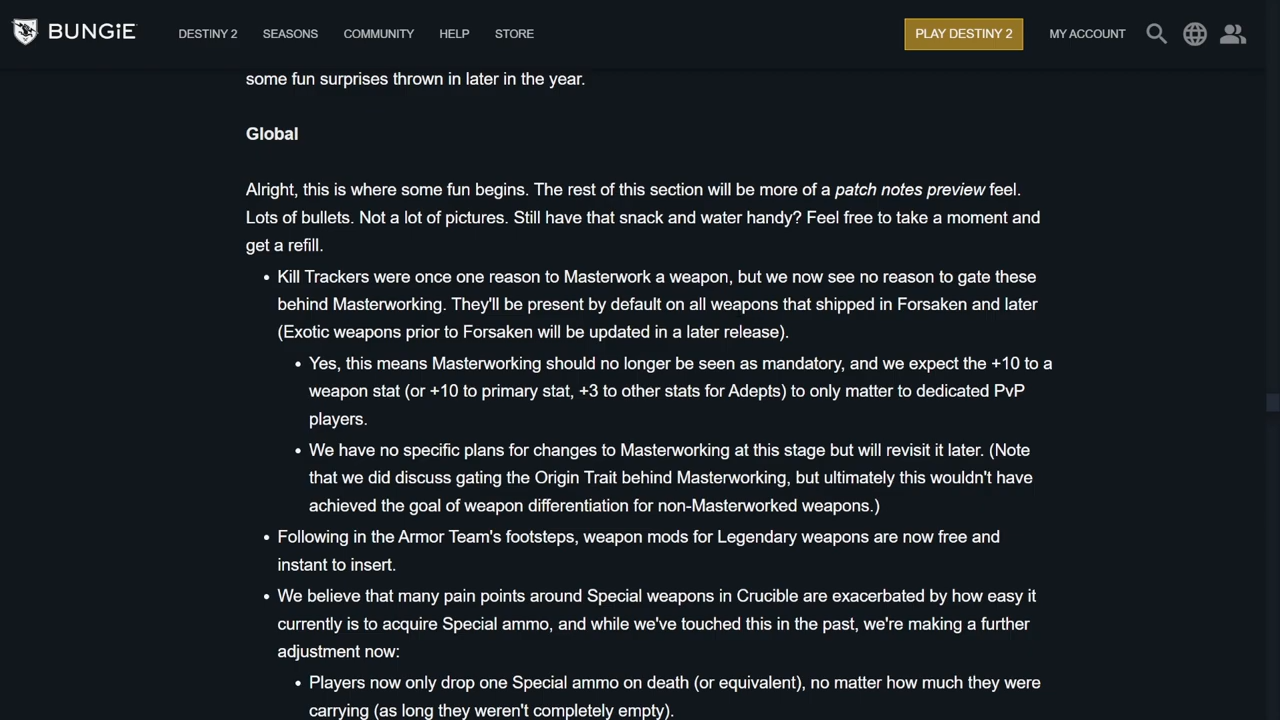 BUNGiE DESTINY 2 SEASONS COMMUNITY HELP STORE PLAY DESTINY 2 MY ACCOUNT
some fun surprises thrown in later in the year.
Global
Alright, this is where some fun begins. The rest of this section will be more of a patch notes preview feel.
Lots of bullets. Not a lot of pictures. Still have that snack and water handy? Feel free to take a moment and
get a refill.
• Kill Trackers were once one reason to Masterwork a weapon, but we now see no reason to gate these
behind Masterworking. They'll be present by default on all weapons that shipped in Forsaken and later
(Exotic weapons prior to Forsaken will be updated in a later release).
• Yes, this means Masterworking should no longer be seen as mandatory, and we expect the +10 to a
weapon stat (or +10 to primary stat, +3 to other stats for Adepts) to only matter to dedicated PvP
players.
• We have no specific plans for changes to Masterworking at this stage but will revisit it later. (Note
that we did discuss gating the Origin Trait behind Masterworking, but ultimately this wouldn't have
achieved the goal of weapon differentiation for non-Masterworked weapons.)
• Following in the Armor Team's footsteps, weapon mods for Legendary weapons are now free and
instant to insert.
• We believe that many pain points around Special weapons in Crucible are exacerbated by how easy it
currently is to acquire Special ammo, and while we've touched this in the past, we're making a further
adjustment now:
• Players now only drop one Special ammo on death (or equivalent), no matter how much they were
carrying (as long they weren't completely empty).